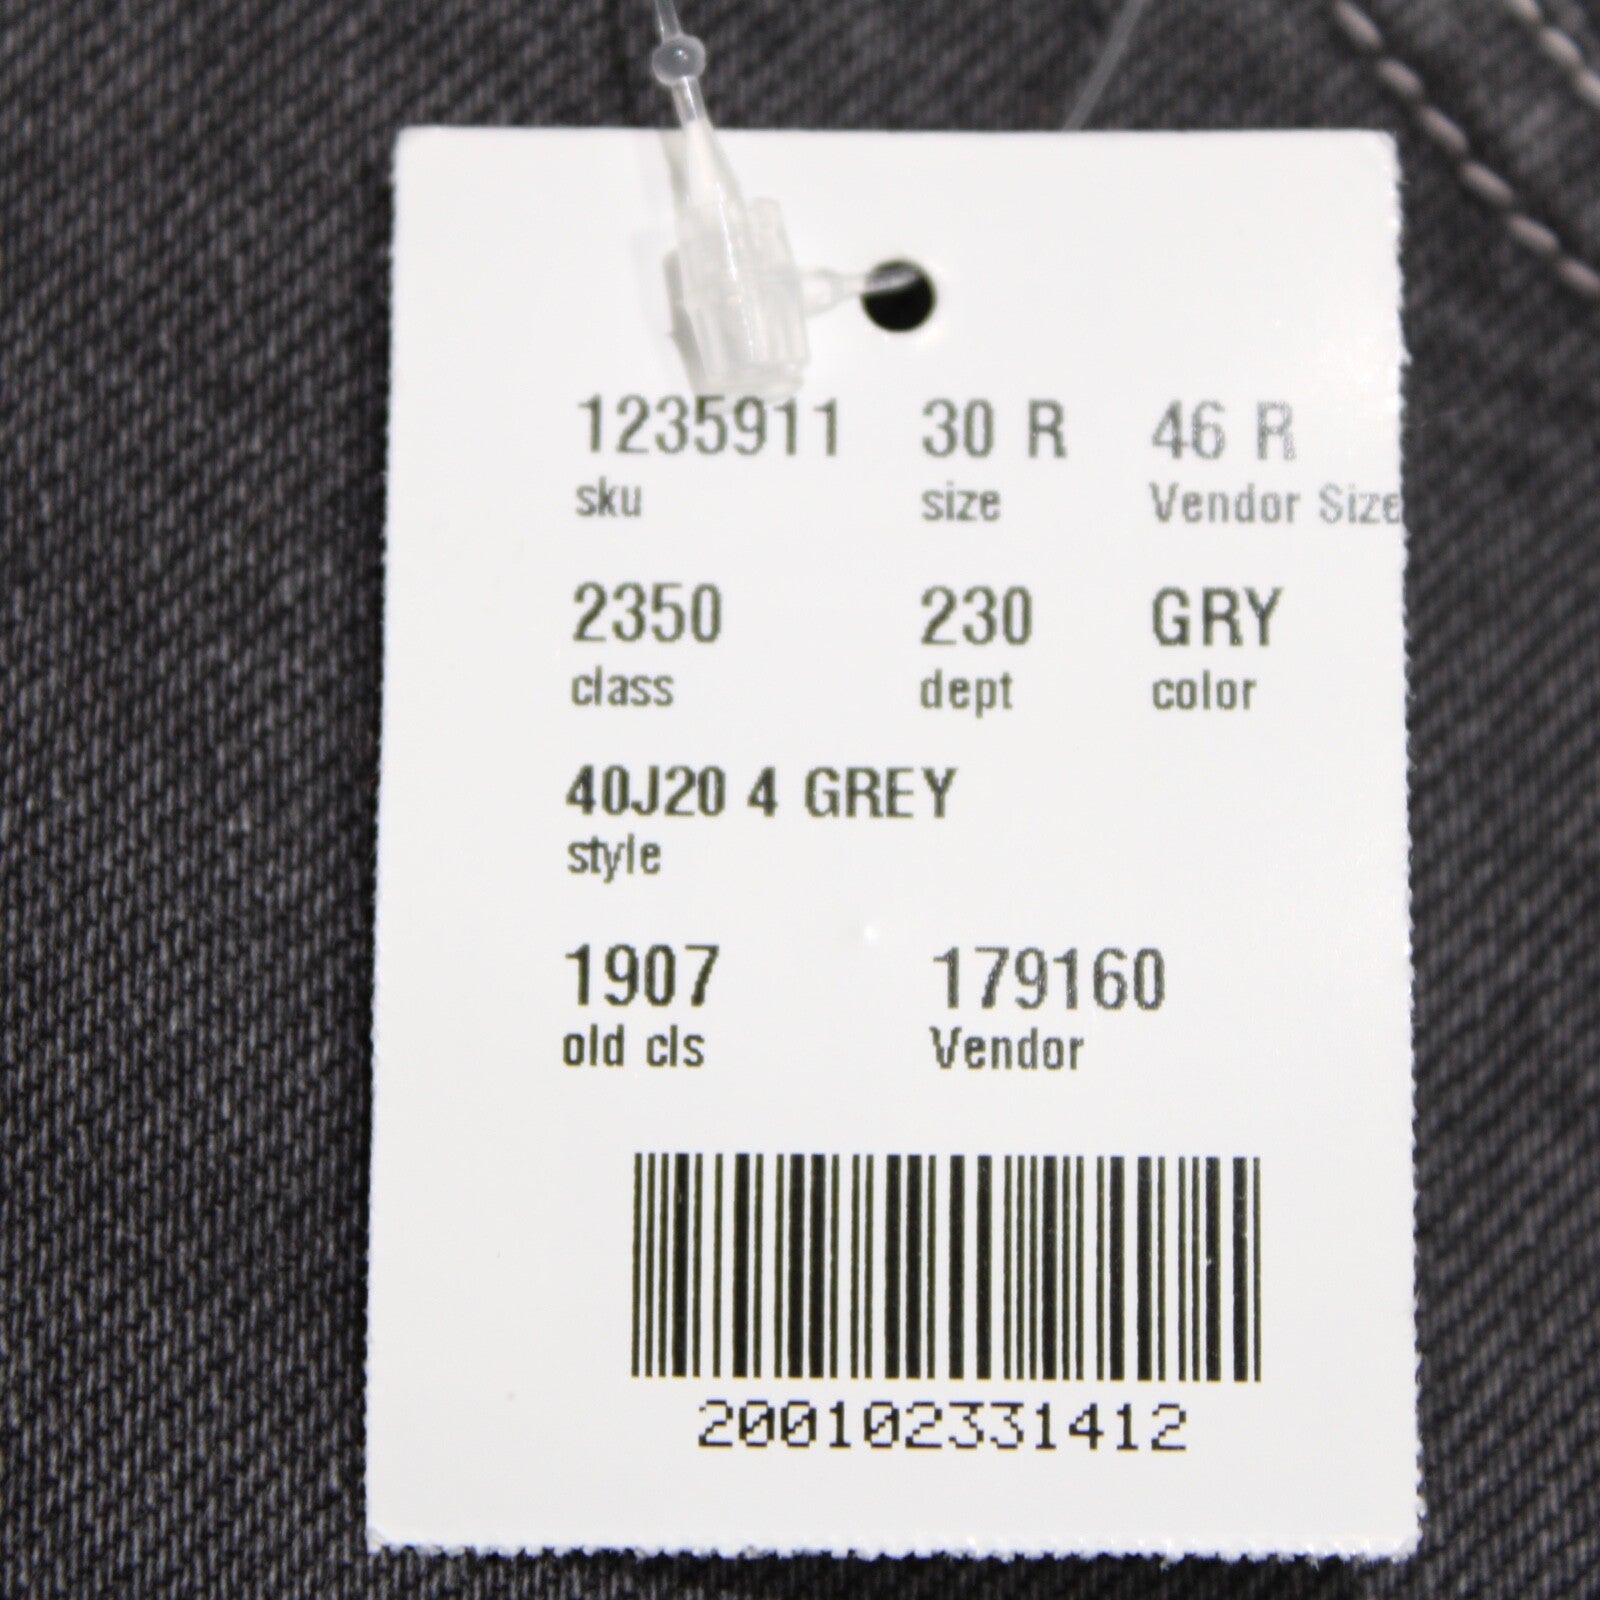 1235911 30 R 46 R
sku size Vendor Size
2350 230 GRY
class dept color
40J20 4 GREY
style
1907 179160
old cls Vendor
200102331412